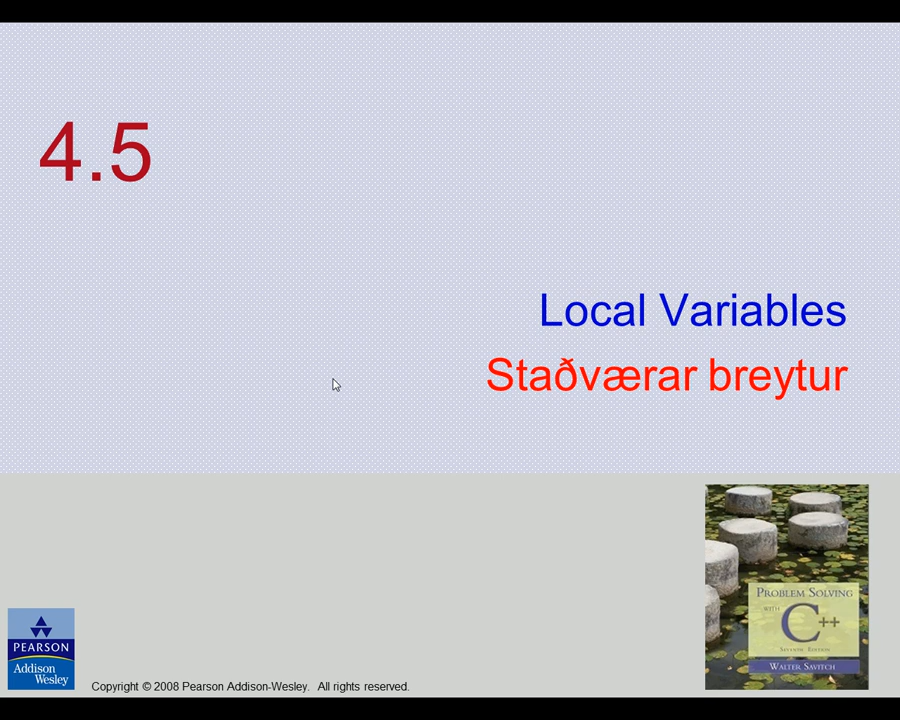 4.5
Local Variables
Staðværar breytur
PROBLEM SOLVING
WITH
C++
SEVENTH EDITION
WALTER SAVITCH
PEARSON
Addison
Wesley
Copyright © 2008 Pearson Addison-Wesley. All rights reserved.